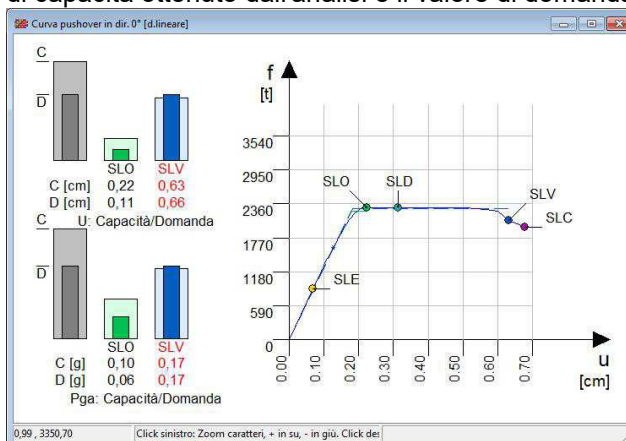 di capacità ottenuto dall'analisi e il valore di domanda
Curva pushover in dir. 0° [d.lineare]
C
D
SLO SLV
C [cm] 0,22 0,63
D [cm] 0,11 0,66
U: Capacità/Domanda
C
D
SLO SLV
C [g] 0,10 0,17
D [g] 0,06 0,17
Pga: Capacità/Domanda
f
[t]
3540
2950
2360
1770
1180
590
0
SLO
SLD
SLV
SLC
SLE
0.00
0.10
0.20
0.30
0.40
0.50
0.60
0.70
u
[cm]
0,99 , 3350,70
Click sinistro: Zoom caratteri, + in su, - in giù. Click de